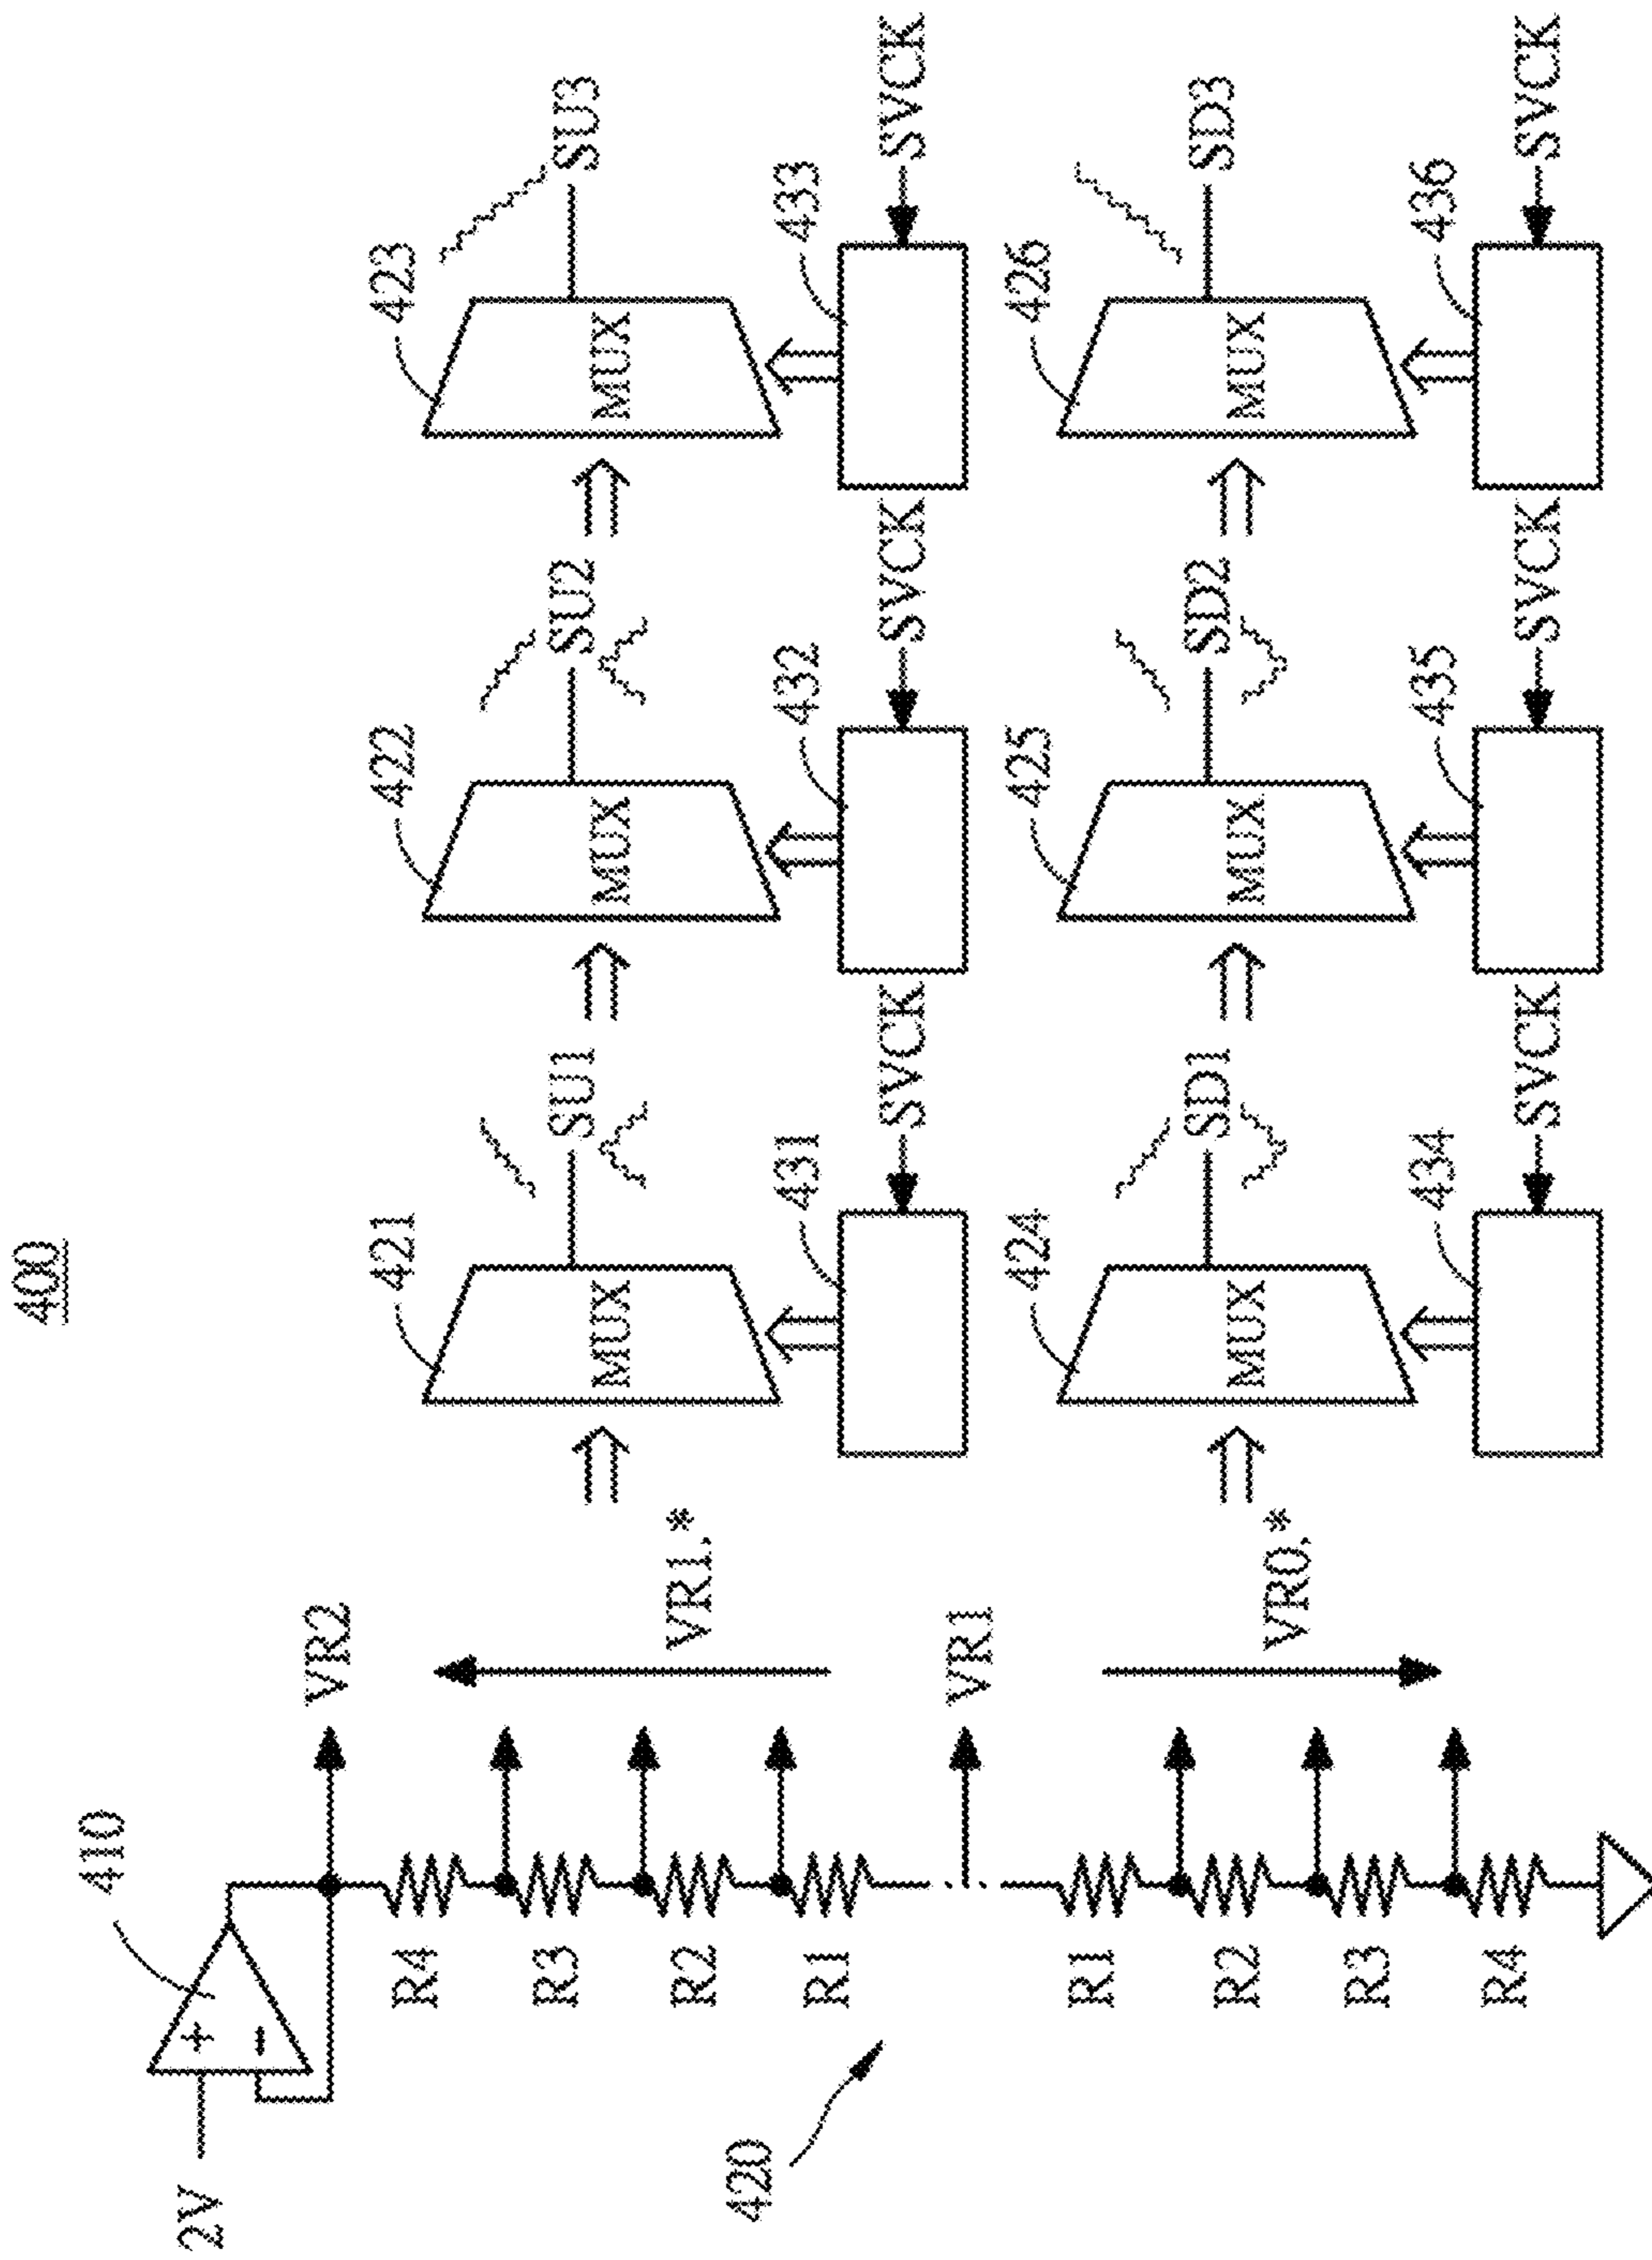 400
2V
+
-
410
VR2
R4
R3
R2
R1
VR1.*
VR1
R1
R2
R3
R4
VR0.*
420
421
MUX
SU1
422
MUX
SU2
423
MUX
SU3
431
SVCK
432
SVCK
433
SVCK
424
MUX
SD1
425
MUX
SD2
426
MUX
SD3
434
SVCK
435
SVCK
436
SVCK